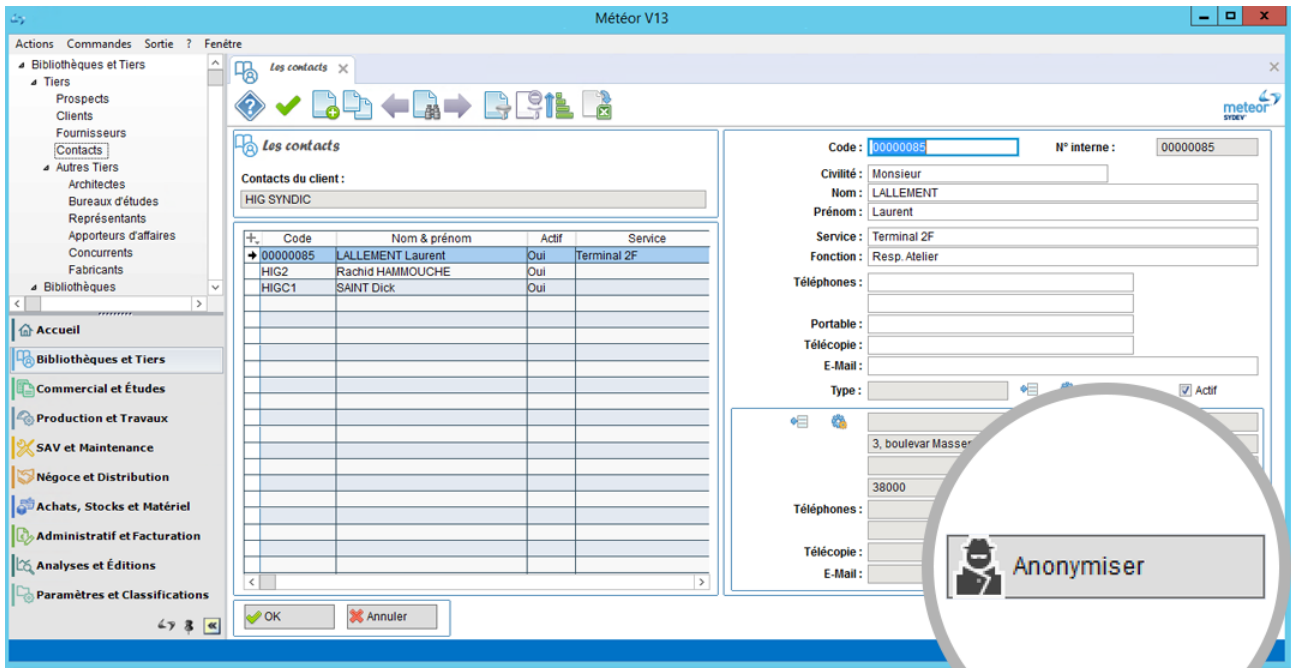 Météor V13
Actions Commandes Sortie ? Fenêtre
Bibliothèques et Tiers
Tiers
Prospects
Clients
Fournisseurs
Contacts
Autres Tiers
Architectes
Bureaux d'études
Représentants
Apporteurs d'affaires
Concurrents
Fabricants
Bibliothèques
Accueil
Bibliothèques et Tiers
Commercial et Études
Production et Travaux
SAV et Maintenance
Négoce et Distribution
Achats, Stocks et Matériel
Administratif et Facturation
Analyses et Éditions
Paramètres et Classifications
Les contacts
meteor
SYDEV
Les contacts
Contacts du client :
HIG SYNDIC
Code Nom & prénom Actif Service
00000085 LALLEMENT Laurent Oui Terminal 2F
HIG2 Rachid HAMMOUCHE Oui
HIGC1 SAINT Dick Oui
OK Annuler
Code : 00000085 N° interne : 00000085
Civilité : Monsieur
Nom : LALLEMENT
Prénom : Laurent
Service : Terminal 2F
Fonction : Resp. Atelier
Téléphones :
Portable :
Télécopie :
E-Mail :
Type : Actif
3, boulevar
38000
Téléphones :
Télécopie :
E-Mail :
Anonymiser